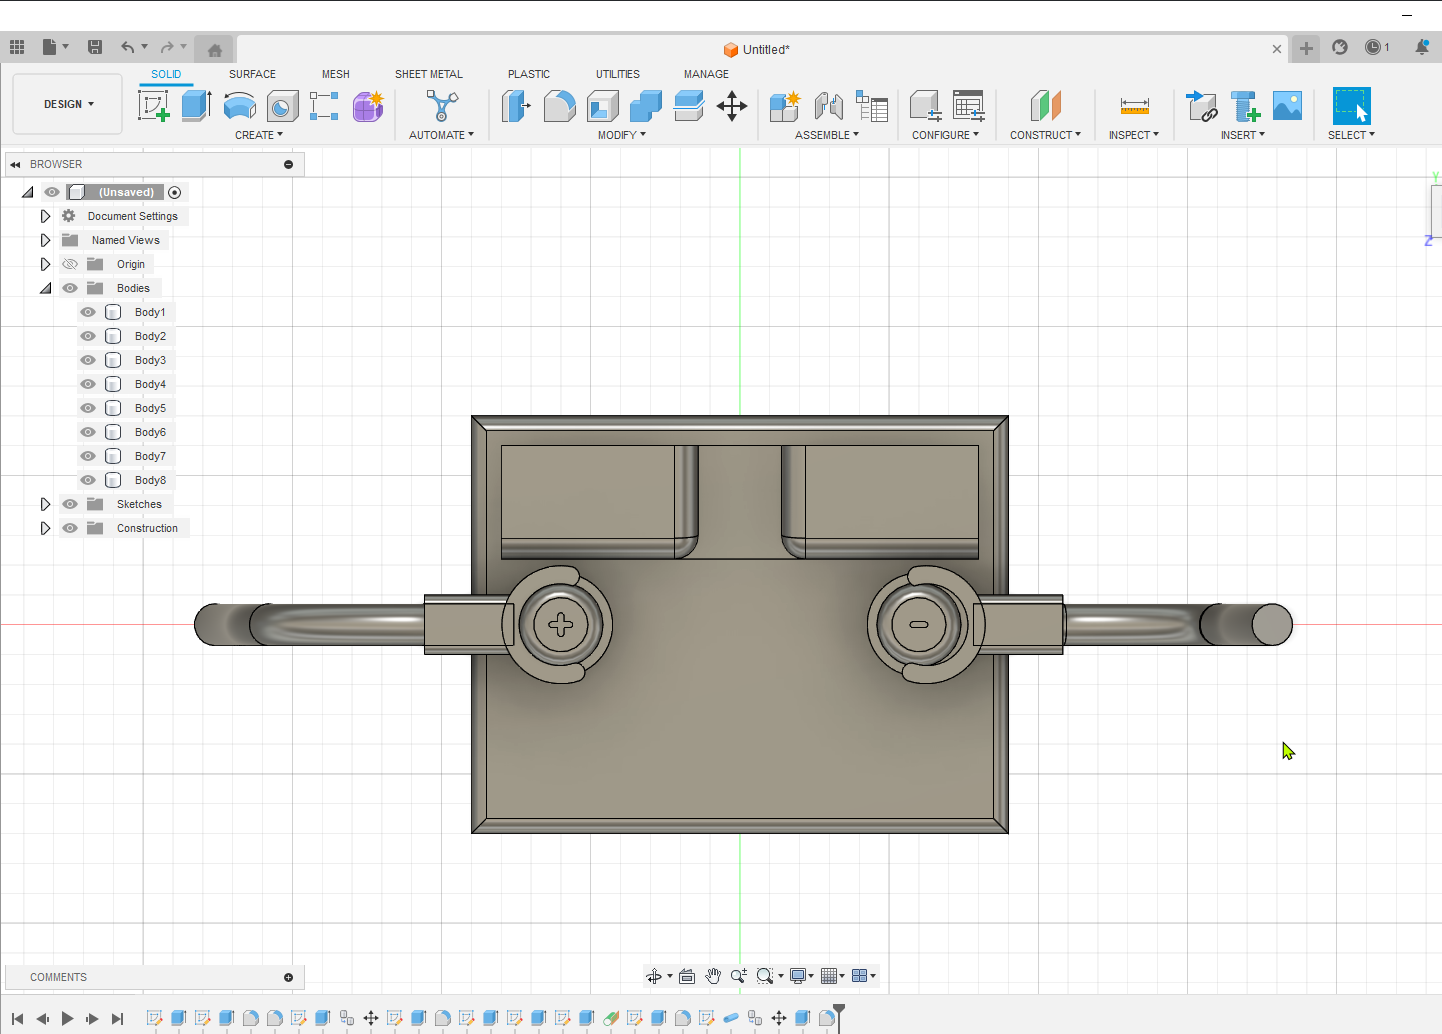 Untitled*
1
SOLID
SURFACE
MESH
SHEET METAL
PLASTIC
UTILITIES
MANAGE
DESIGN
CREATE
AUTOMATE
MODIFY
ASSEMBLE
CONFIGURE
CONSTRUCT
INSPECT
INSERT
SELECT
BROWSER
(Unsaved)
Document Settings
Named Views
Origin
Bodies
Body1
Body2
Body3
Body4
Body5
Body6
Body7
Body8
Sketches
Construction
Y
Z
COMMENTS